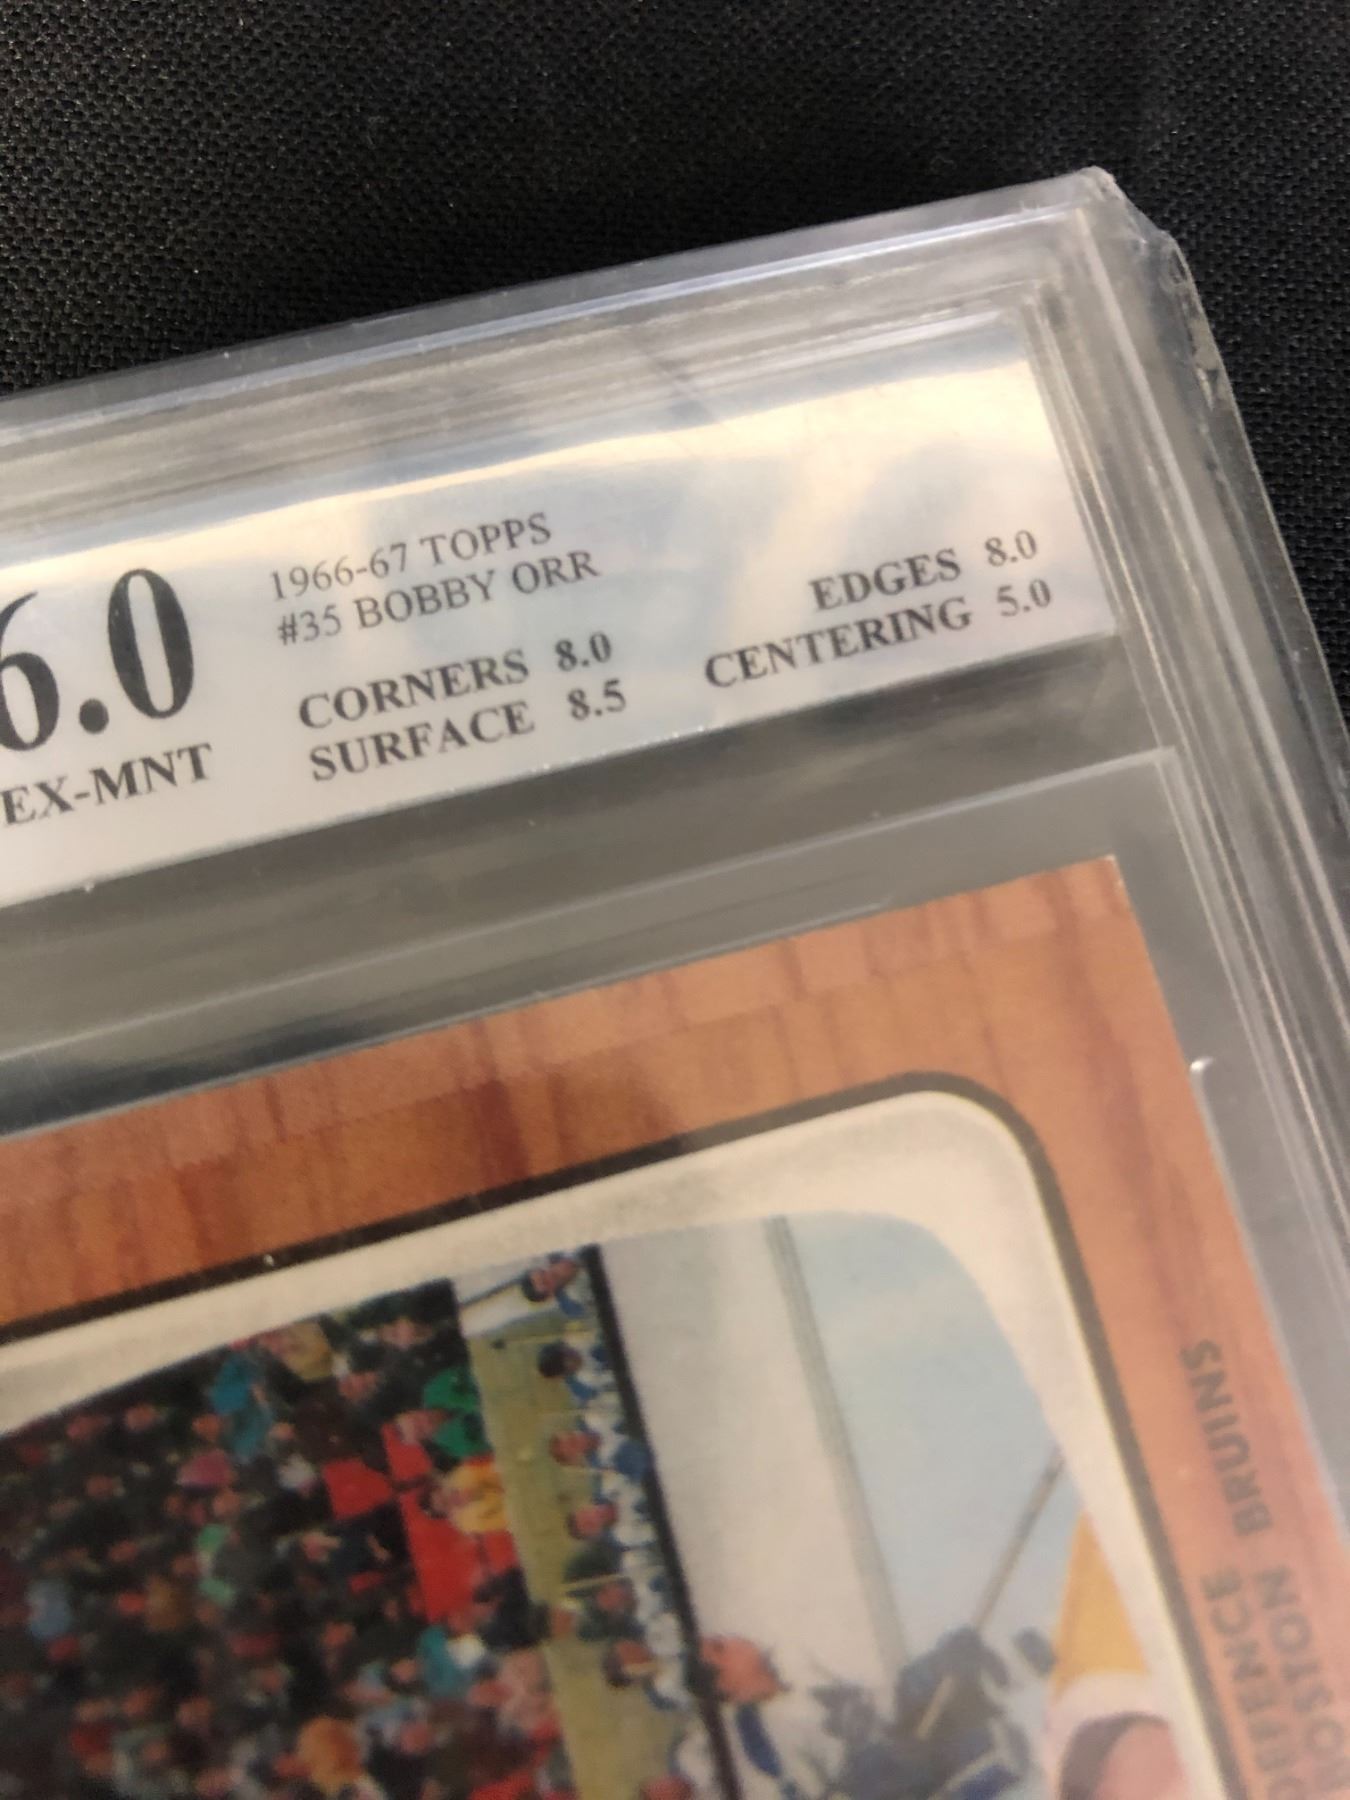 6.0
EX-MNT
1966-67 TOPPS
#35 BOBBY ORR
CORNERS 8.0
SURFACE 8.5
EDGES 8.0
CENTERING 5.0
DEFENCE
BOSTON BRUINS